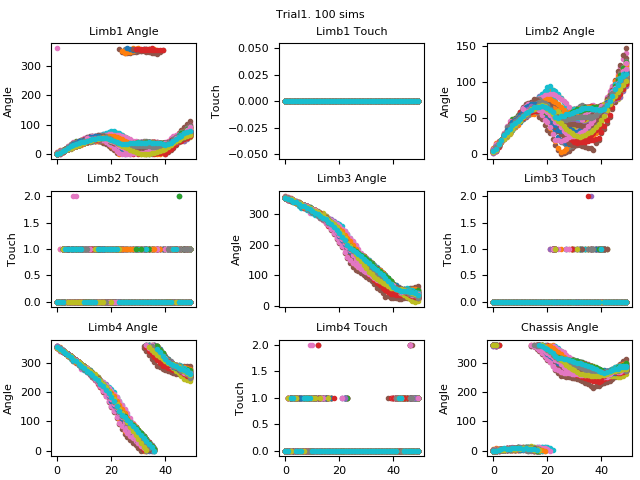 Trial1. 100 sims
Limb1 Angle
Limb1 Touch
Limb2 Angle
Angle
300
200
100
0
Touch
0.050
0.025
0.000
−0.025
−0.050
Angle
150
100
50
0
Limb2 Touch
Limb3 Angle
Limb3 Touch
Touch
2.0
1.5
1.0
0.5
0.0
Angle
300
200
100
0
Touch
2.0
1.5
1.0
0.5
0.0
Limb4 Angle
Limb4 Touch
Chassis Angle
Angle
300
200
100
0
0 20 40
Touch
2.0
1.5
1.0
0.5
0.0
0 20 40
Angle
300
200
100
0
0 20 40